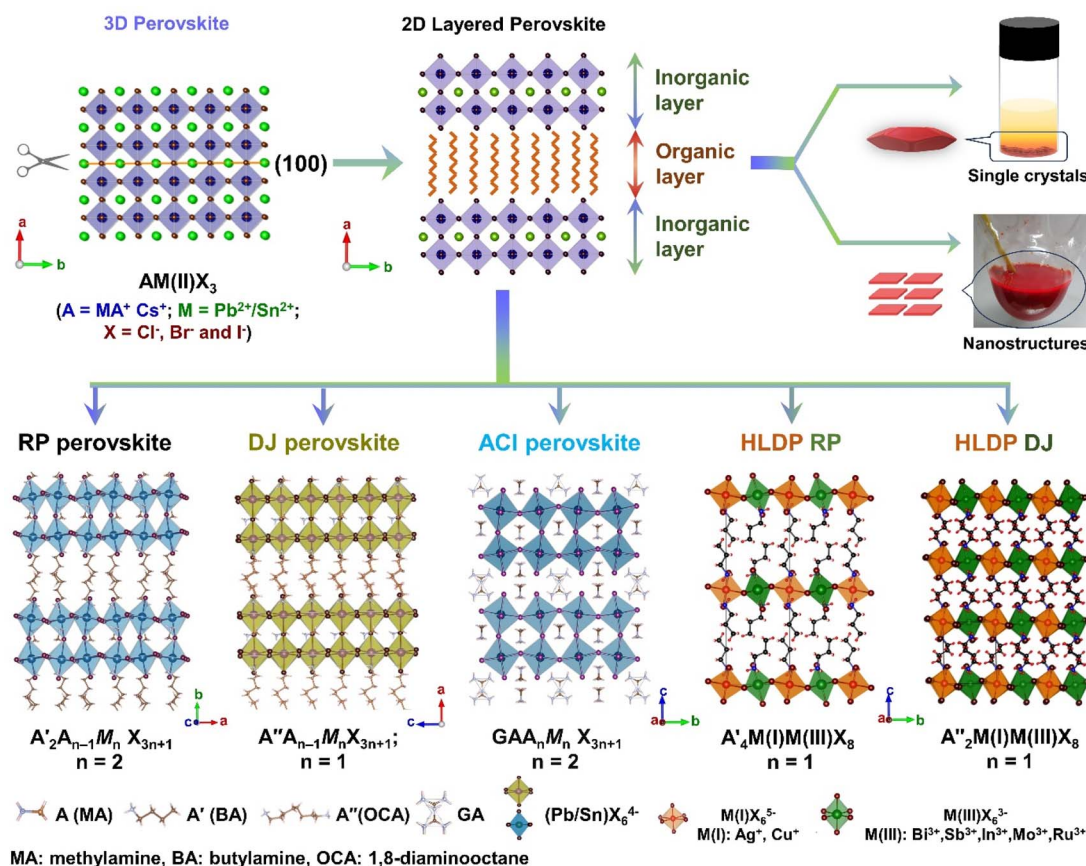 3D Perovskite
2D Layered Perovskite
(100)
a
b
a
b
AM(II)X₃
(A = MA⁺ Cs⁺; M = Pb²⁺/Sn²⁺;
X = Cl⁻, Br⁻ and I⁻)
Inorganic
layer
Organic
layer
Inorganic
layer
Single crystals
Nanostructures
RP perovskite
DJ perovskite
ACI perovskite
HLDP RP
HLDP DJ
b
c
a
a
c
c
a
b
c
a
b
A′₂Aₙ₋₁Mₙ X₃ₙ₊₁
n = 2
A″Aₙ₋₁MₙX₃ₙ₊₁;
n = 1
GAAₙMₙ X₃ₙ₊₁
n = 2
A′₄M(I)M(III)X₈
n = 1
A″₂M(I)M(III)X₈
n = 1
A (MA)
A′ (BA)
A″(OCA)
GA
(Pb/Sn)X₆⁴⁻
M(I)X₆⁵⁻
M(I): Ag⁺, Cu⁺
M(III)X₆³⁻
M(III): Bi³⁺,Sb³⁺,In³⁺,Mo³⁺,Ru³⁺
MA: methylamine, BA: butylamine, OCA: 1,8-diaminooctane